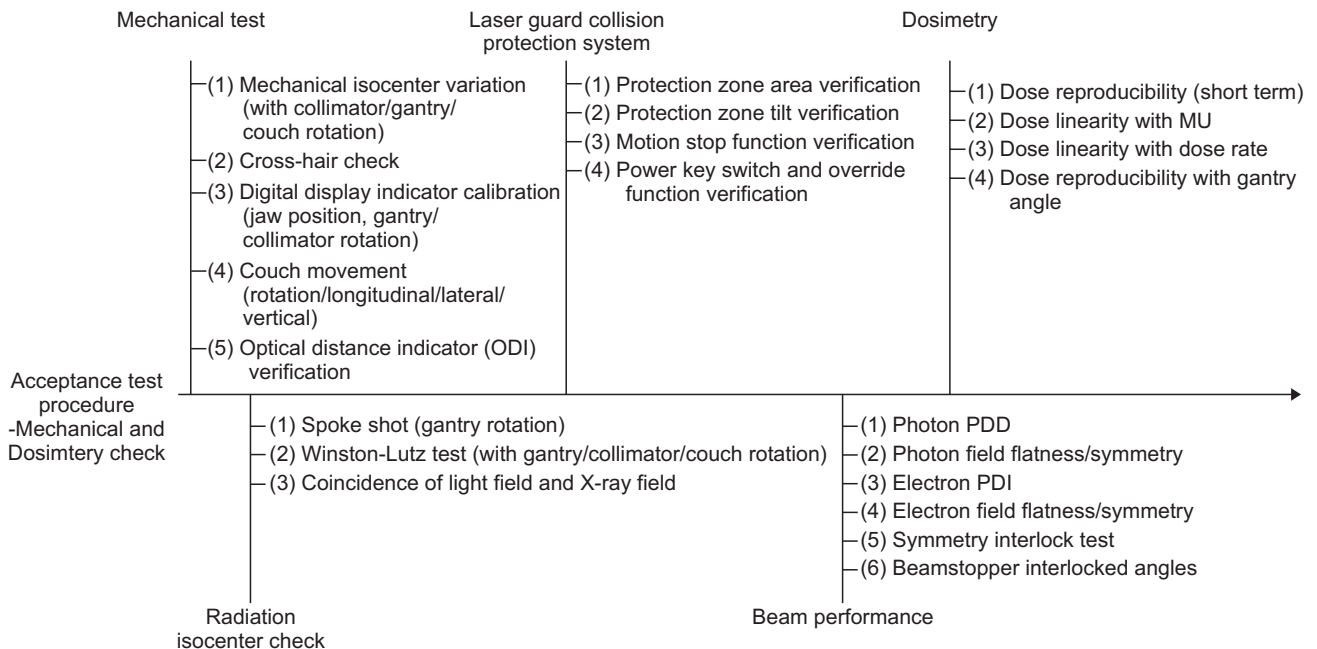 Mechanical test
(1) Mechanical isocenter variation
(with collimator/gantry/
couch rotation)
(2) Cross-hair check
(3) Digital display indicator calibration
(jaw position, gantry/
collimator rotation)
(4) Couch movement
(rotation/longitudinal/lateral/
vertical)
(5) Optical distance indicator (ODI)
verification
Laser guard collision
protection system
(1) Protection zone area verification
(2) Protection zone tilt verification
(3) Motion stop function verification
(4) Power key switch and override
function verification
Dosimetry
(1) Dose reproducibility (short term)
(2) Dose linearity with MU
(3) Dose linearity with dose rate
(4) Dose reproducibility with gantry
angle
Acceptance test
procedure
-Mechanical and
Dosimtery check
(1) Spoke shot (gantry rotation)
(2) Winston-Lutz test (with gantry/collimator/couch rotation)
(3) Coincidence of light field and X-ray field
Radiation
isocenter check
(1) Photon PDD
(2) Photon field flatness/symmetry
(3) Electron PDI
(4) Electron field flatness/symmetry
(5) Symmetry interlock test
(6) Beamstopper interlocked angles
Beam performance